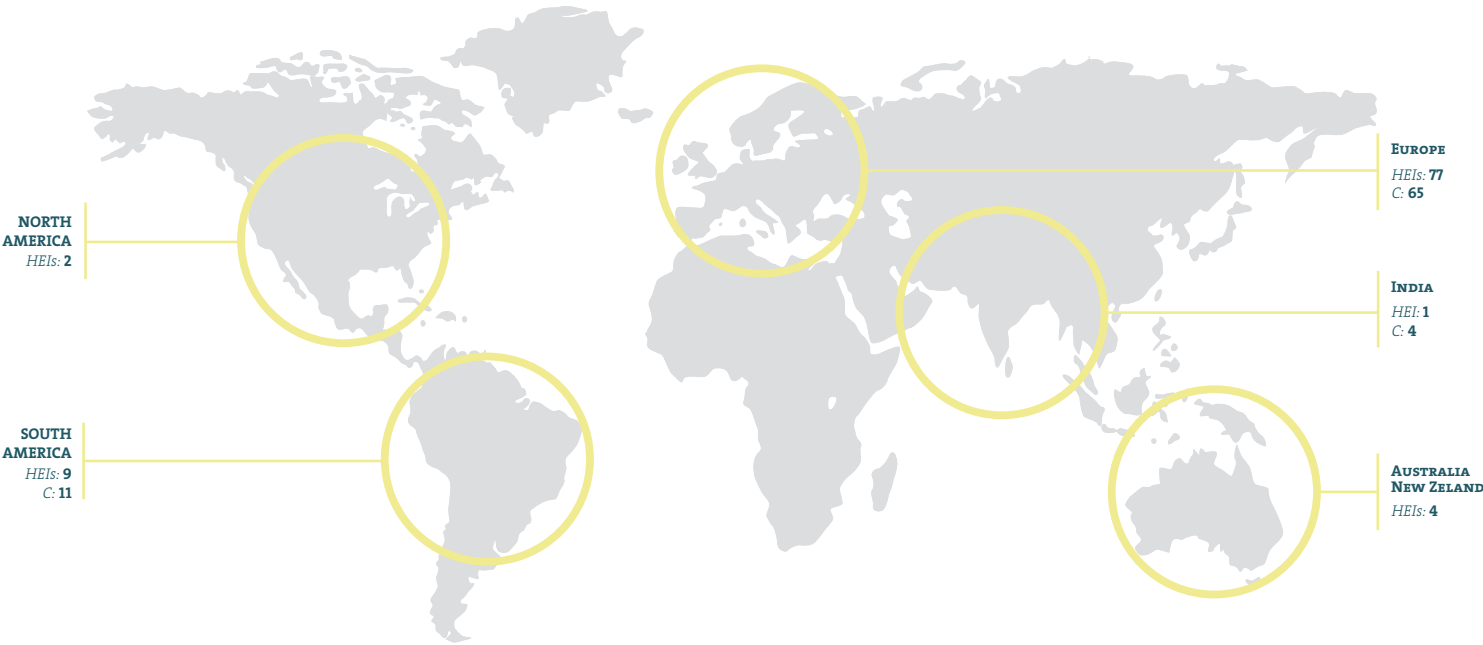 NORTH
AMERICA
HEIs: 2
SOUTH
AMERICA
HEIs: 9
C: 11
EUROPE
HEIs: 77
C: 65
INDIA
HEI: 1
C: 4
AUSTRALIA
NEW ZELAND
HEIs: 4